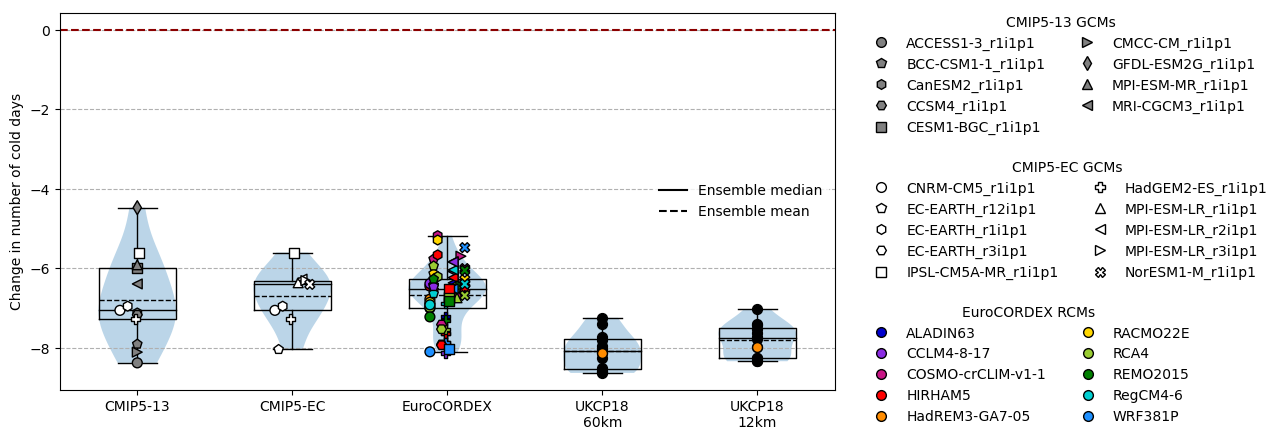 CMIP5-13 GCMs
ACCESS1-3_r1i1p1
CMCC-CM_r1i1p1
BCC-CSM1-1_r1i1p1
GFDL-ESM2G_r1i1p1
CanESM2_r1i1p1
MPI-ESM-MR_r1i1p1
CCSM4_r1i1p1
MRI-CGCM3_r1i1p1
CESM1-BGC_r1i1p1
CMIP5-EC GCMs
CNRM-CM5_r1i1p1
HadGEM2-ES_r1i1p1
EC-EARTH_r12i1p1
MPI-ESM-LR_r1i1p1
EC-EARTH_r1i1p1
MPI-ESM-LR_r2i1p1
EC-EARTH_r3i1p1
MPI-ESM-LR_r3i1p1
IPSL-CM5A-MR_r1i1p1
NorESM1-M_r1i1p1
EuroCORDEX RCMs
ALADIN63
RACMO22E
CCLM4-8-17
RCA4
COSMO-crCLIM-v1-1
REMO2015
HIRHAM5
RegCM4-6
HadREM3-GA7-05
WRF381P
Change in number of cold days
0
−2
−4
−6
−8
Ensemble median
Ensemble mean
CMIP5-13
CMIP5-EC
EuroCORDEX
UKCP18
60km
UKCP18
12km